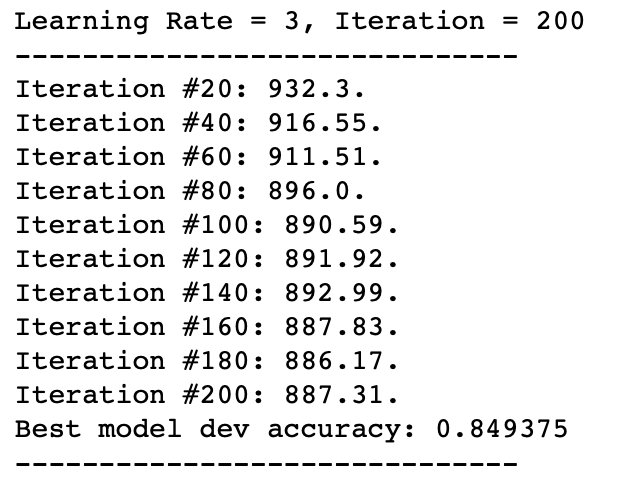 Learning Rate = 3, Iteration = 200
------------------------------
Iteration #20: 932.3.
Iteration #40: 916.55.
Iteration #60: 911.51.
Iteration #80: 896.0.
Iteration #100: 890.59.
Iteration #120: 891.92.
Iteration #140: 892.99.
Iteration #160: 887.83.
Iteration #180: 886.17.
Iteration #200: 887.31.
Best model dev accuracy: 0.849375
------------------------------